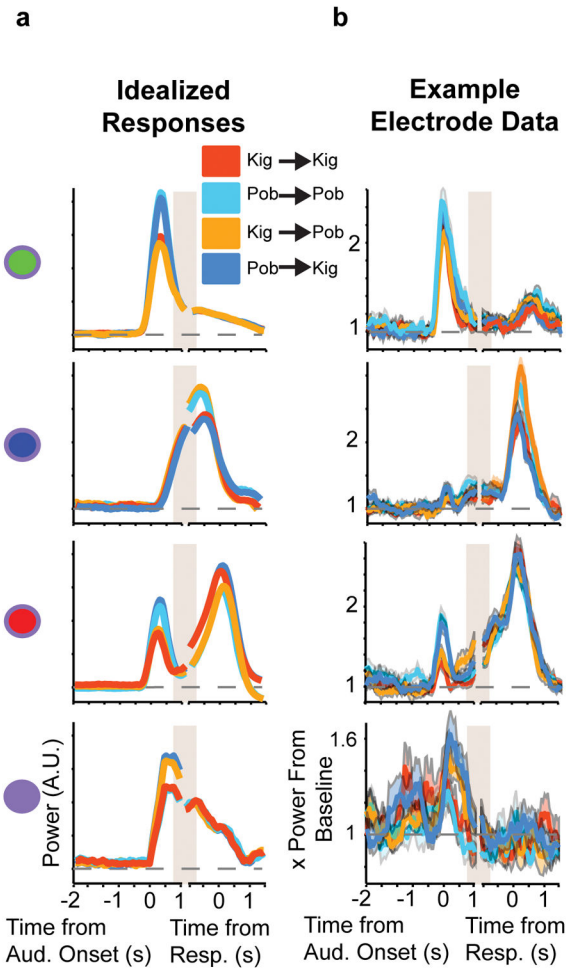 a
b
Idealized
Responses
Example
Electrode Data
Kig → Kig
Pob → Pob
Kig → Pob
Pob → Kig
2
1
2
1
2
1
Power (A.U.)
x Power From
Baseline
1.6
1
-2 -1 0 1 0 1
-2 -1 0 1 0 1
Time from
Aud. Onset (s)
Time from
Resp. (s)
Time from
Aud. Onset (s)
Time from
Resp. (s)